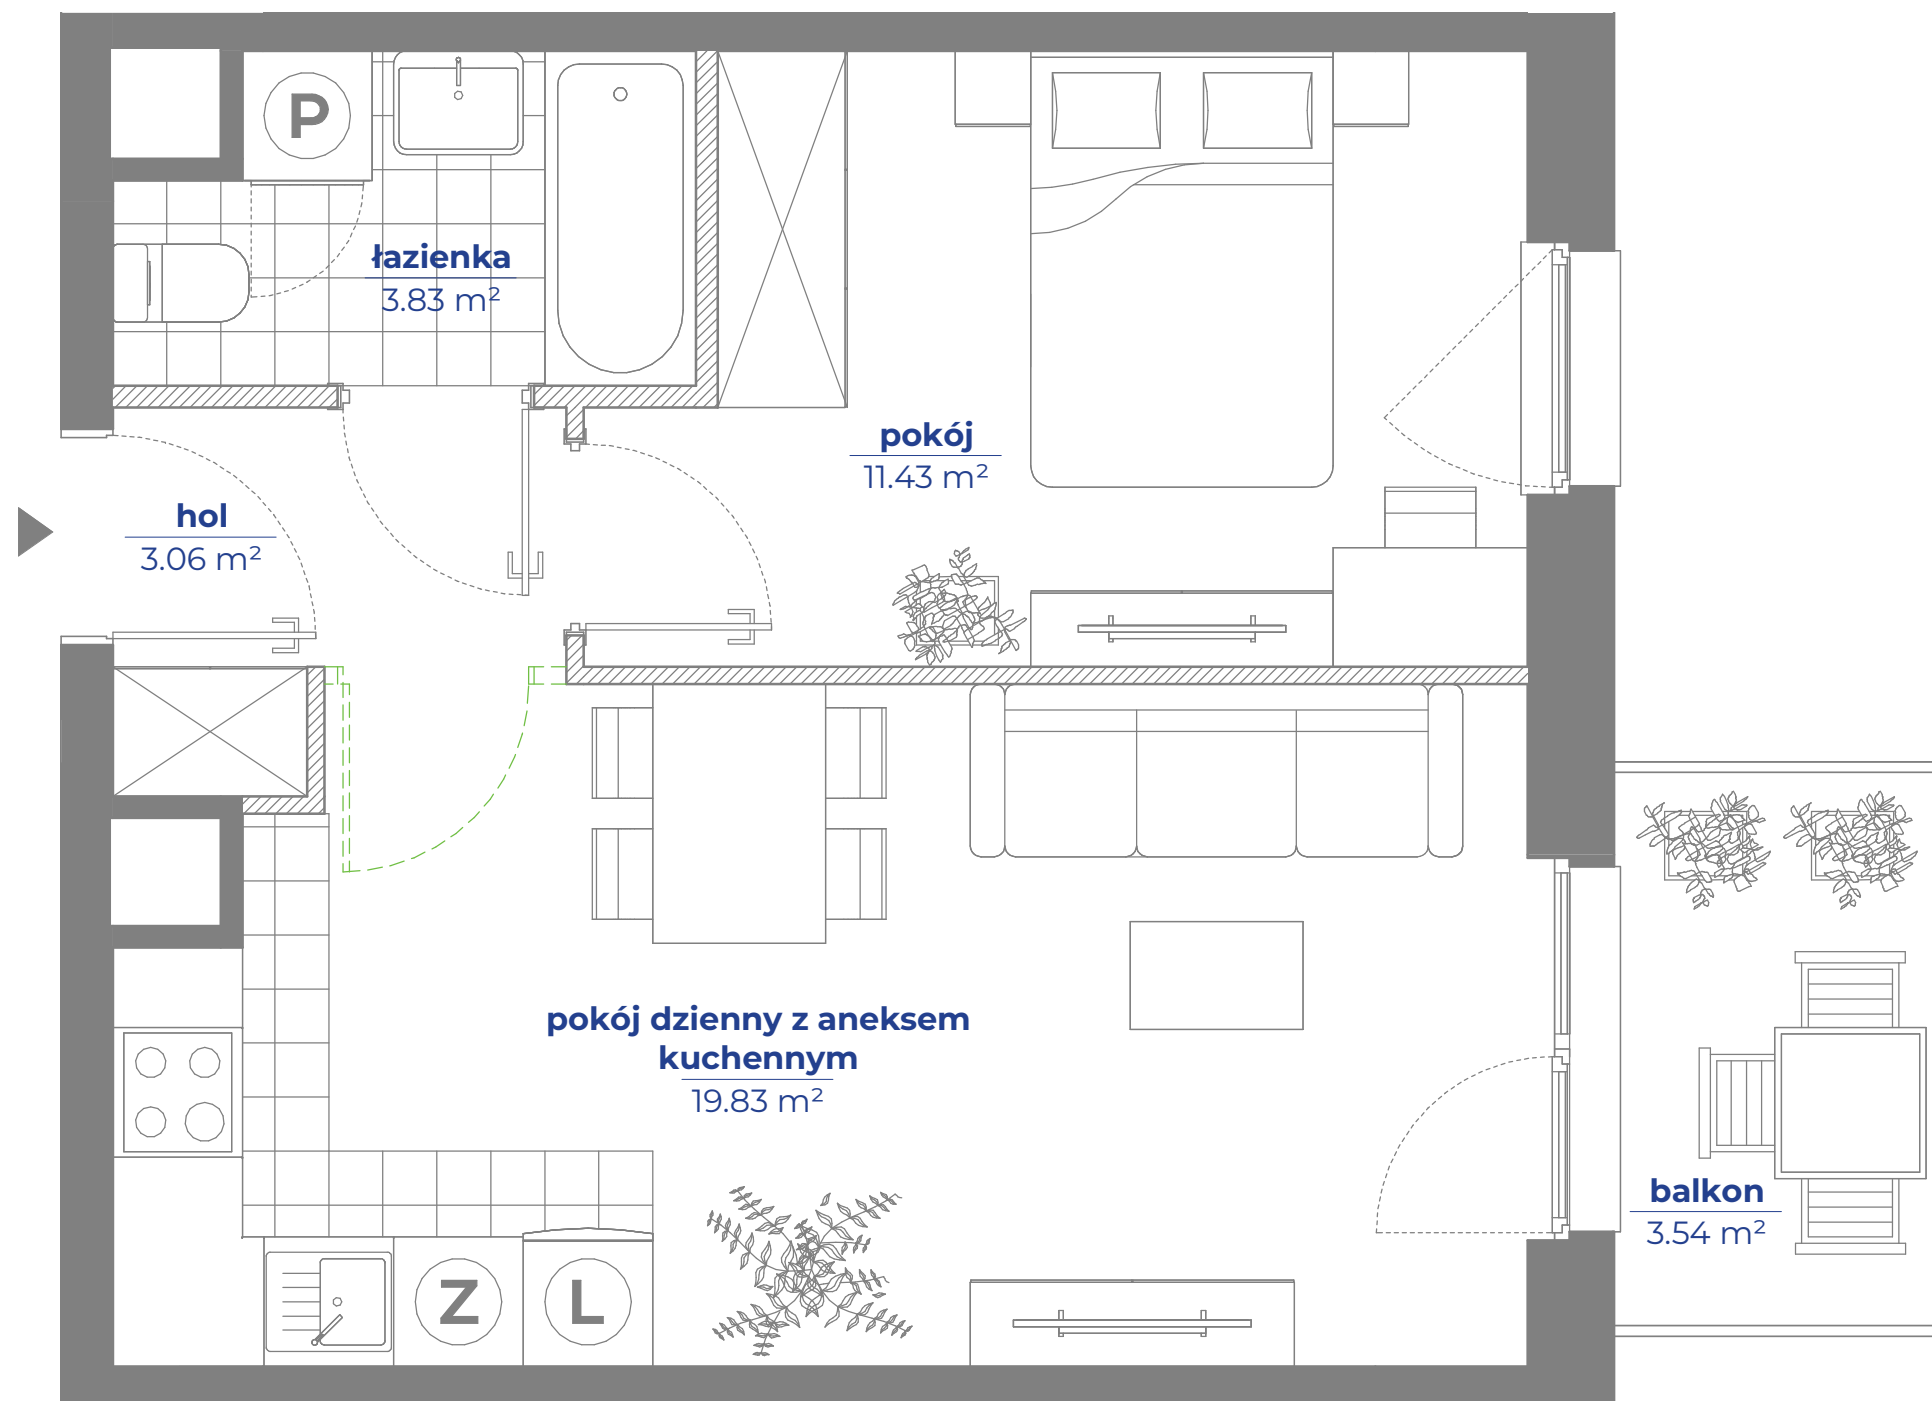 P
łazienka
3.83 m²
pokój
11.43 m²
hol
3.06 m²
pokój dzienny z aneksem
kuchennym
19.83 m²
balkon
3.54 m²
Z
L